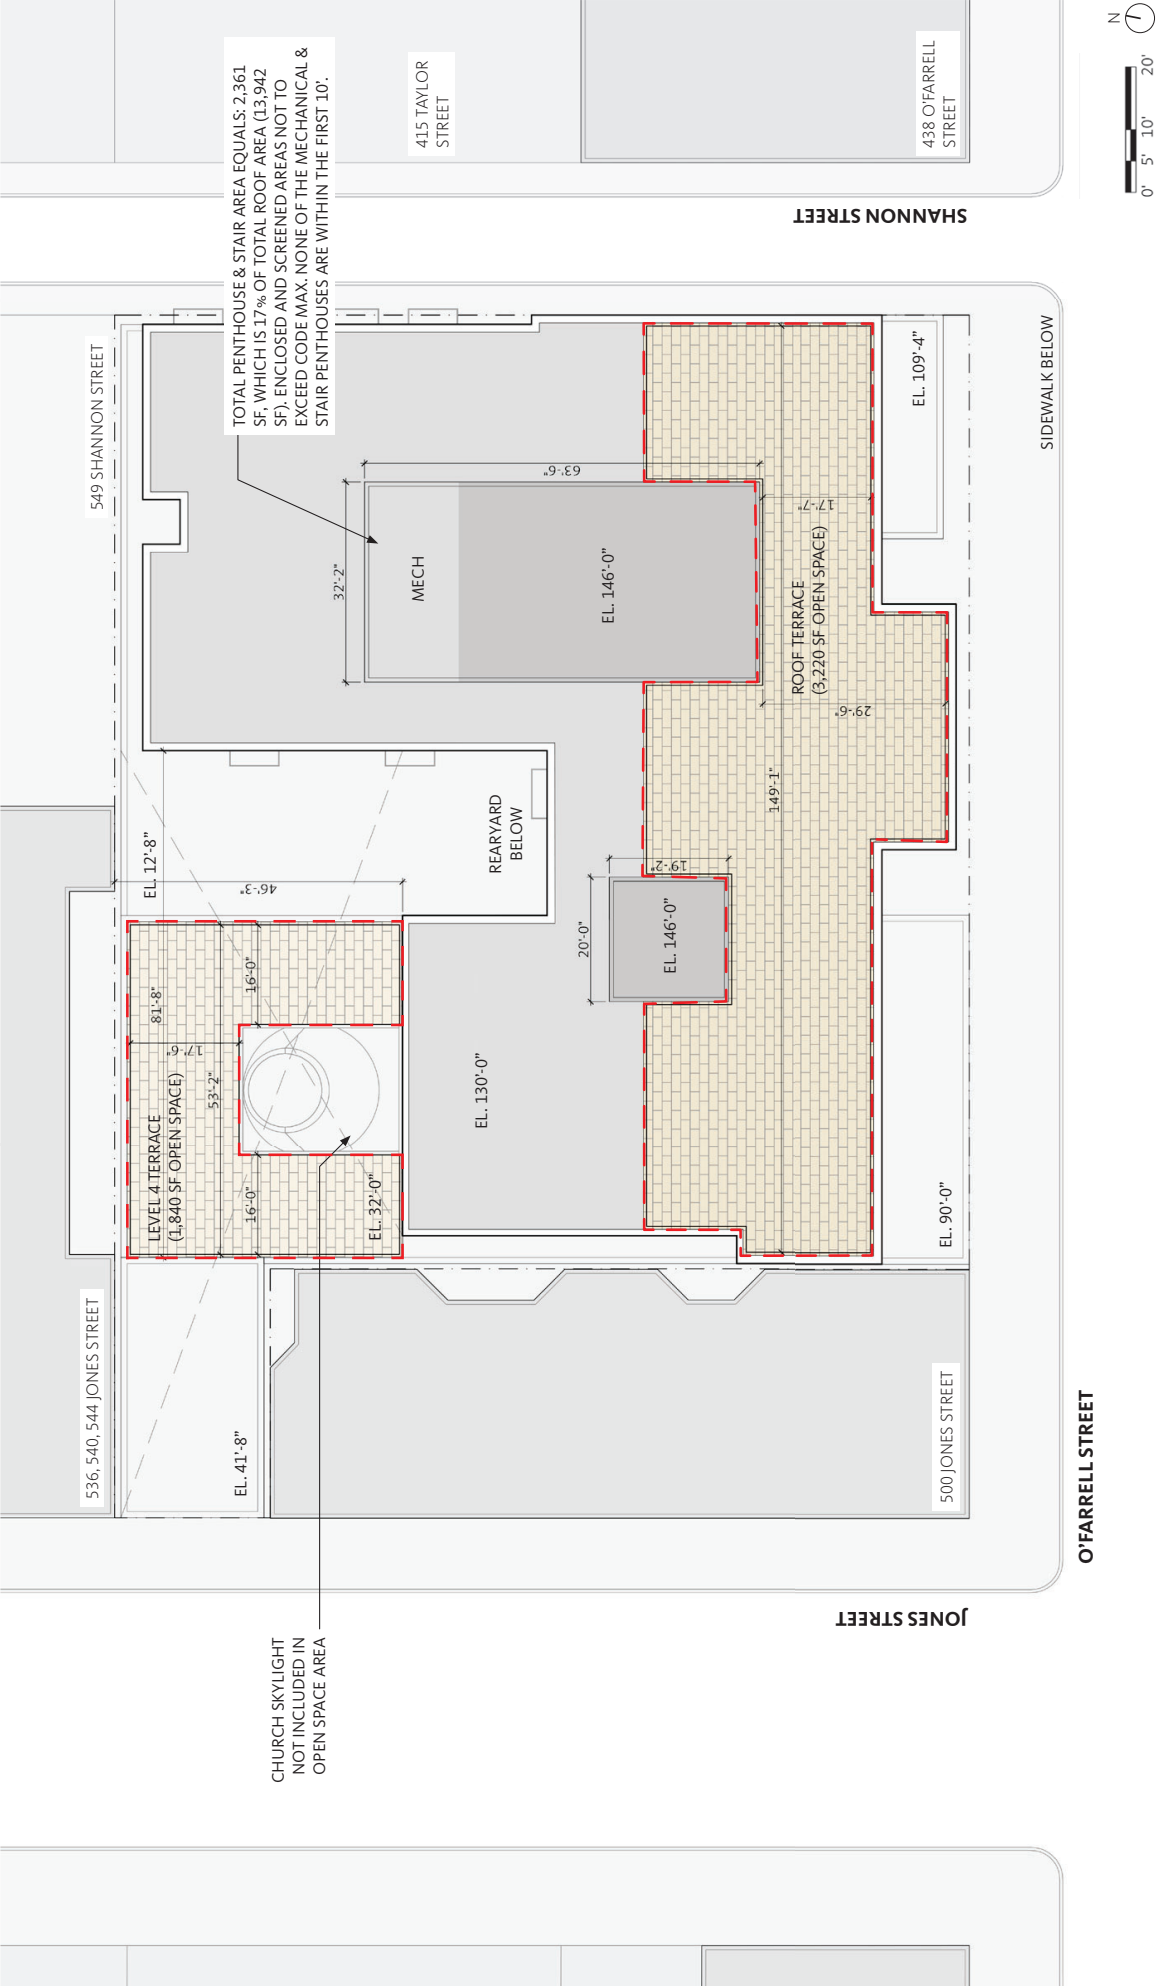 536, 540, 544 JONES STREET
549 SHANNON STREET
TOTAL PENTHOUSE & STAIR AREA EQUALS: 2,361
SF, WHICH IS 17% OF TOTAL ROOF AREA (13,942
SF). ENCLOSED AND SCREENED AREAS NOT TO
EXCEED CODE MAX. NONE OF THE MECHANICAL &
STAIR PENTHOUSES ARE WITHIN THE FIRST 10'.
EL. 12'-8"
81'-8"
LEVEL 4 TERRACE
(1,840 SF OPEN SPACE)
17'-6"
53'-2"
46'-3"
16'-0"
16'-0"
EL. 41'-8"
EL. 32'-0"
CHURCH SKYLIGHT
NOT INCLUDED IN
OPEN SPACE AREA
32'-2"
MECH
63'-6"
415 TAYLOR
STREET
EL. 130'-0"
REARYARD
BELOW
20'-0"
19'-2"
EL. 146'-0"
EL. 146'-0"
149'-1"
ROOF TERRACE
(3,220 SF OPEN SPACE)
17'-7"
29'-6"
JONES STREET
SHANNON STREET
500 JONES STREET
EL. 90'-0"
EL. 109'-4"
438 O'FARRELL
STREET
SIDEWALK BELOW
O'FARRELL STREET
N
0' 5' 10' 20'